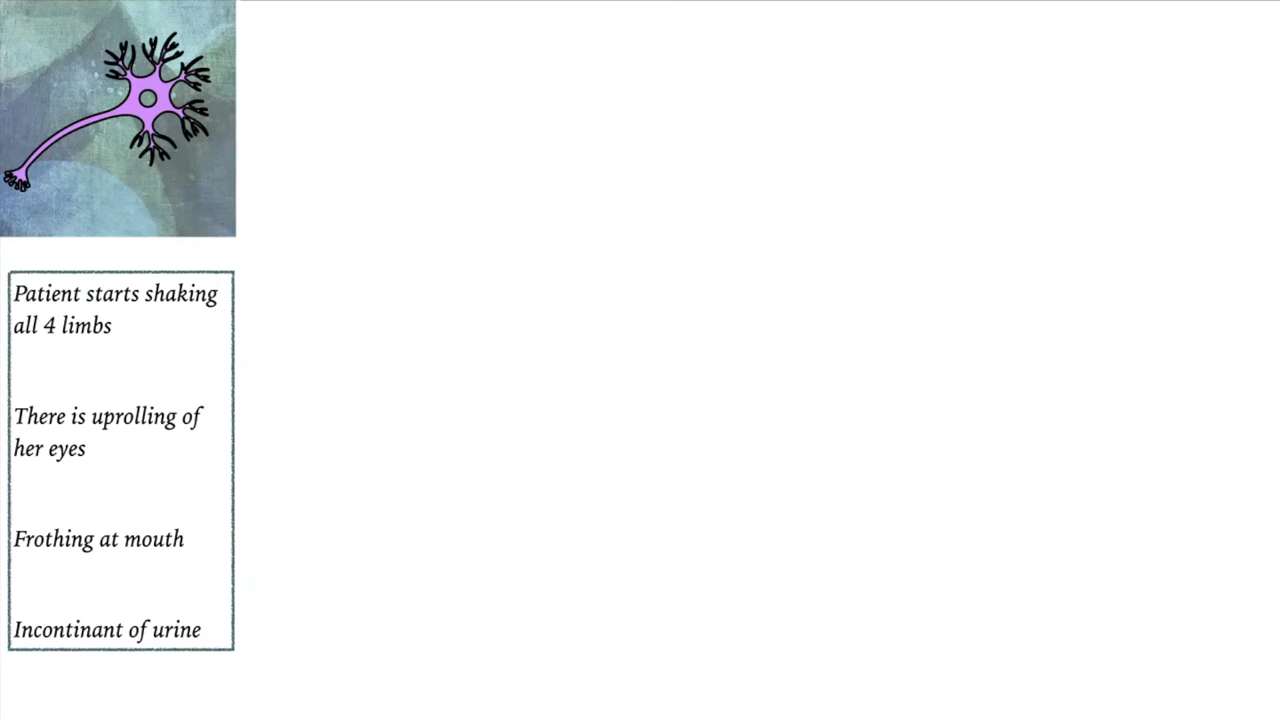 Patient starts shaking
all 4 limbs
There is uprolling of
her eyes
Frothing at mouth
Incontinant of urine